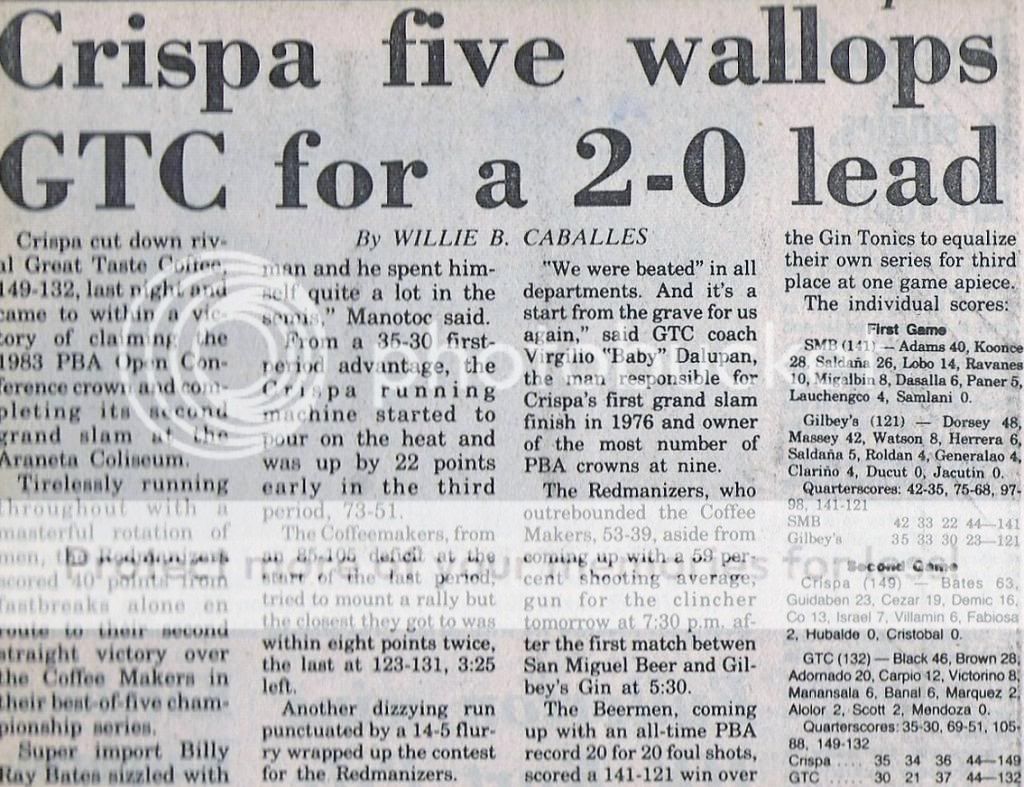 Crispa five wallops
GTC for a 2-0 lead
By WILLIE B. CABALLES
Crispa cut down riv-
al Great Taste Coffee,
149-132, last night and
came to within a vic-
tory of claiming the
1983 PBA Open Con-
ference crown and com-
pleting its second
grand slam at the
Araneta Coliseum.
Tirelessly running
throughout with a
masterful rotation of
men, the Redmanizers
scored 40 points from
fastbreaks alone en
route to their second
straight victory over
the Coffee Makers in
their best-of-five cham-
pionship series.
Super import Billy
Ray Bates sizzled with
man and he spent him-
self quite a lot in the
semis," Manotoc said.
From a 35-30 first-
period advantage, the
Crispa running
machine started to
pour on the heat and
was up by 22 points
early in the third
period, 73-51.
The Coffeemakers, from
an 85-105 deficit at the
start of the last period,
tried to mount a rally but
the closest they got to was
within eight points twice,
the last at 123-131, 3:25
left.
Another dizzying run
punctuated by a 14-5 flur-
ry wrapped up the contest
for the Redmanizers.
"We were beated" in all
departments. And it's a
start from the grave for us
again," said GTC coach
Virgilio "Baby" Dalupan,
the man responsible for
Crispa's first grand slam
finish in 1976 and owner
of the most number of
PBA crowns at nine.
The Redmanizers, who
outrebounded the Coffee
Makers, 53-39, aside from
coming up with a 59 per-
cent shooting average,
gun for the clincher
tomorrow at 7:30 p.m. af-
ter the first match betwen
San Miguel Beer and Gil-
bey's Gin at 5:30.
The Beermen, coming
up with an all-time PBA
record 20 for 20 foul shots,
scored a 141-121 win over
the Gin Tonics to equalize
their own series for third
place at one game apiece.
The individual scores:
First Game
SMB (141) — Adams 40, Koonce
28, Saldaña 26, Lobo 14, Ravanes
10, Migalbin 8, Dasalla 6, Paner 5,
Lauchengco 4, Samlani 0.
Gilbey's (121) — Dorsey 48,
Massey 42, Watson 8, Herrera 6,
Saldaña 5, Roldan 4, Generalao 4,
Clariño 4, Ducut 0, Jacutin 0.
Quarterscores: 42-35, 75-68, 97-
98, 141-121
SMB 42 33 22 44—141
Gilbey's 35 33 30 23—121
Second Game
Crispa (149) — Bates 63,
Guidaben 23, Cezar 19, Demic 16,
Co 13, Israel 7, Villamin 6, Fabiosa
2, Hubalde 0, Cristobal 0.
GTC (132) — Black 46, Brown 28,
Adornado 20, Carpio 12, Victorino 8,
Manansala 6, Banal 6, Marquez 2,
Alolor 2, Scott 2, Mendoza 0.
Quarterscores: 35-30, 69-51, 105-
88, 149-132
Crispa .... 35 34 36 44—149
GTC ..... 30 21 37 44—132